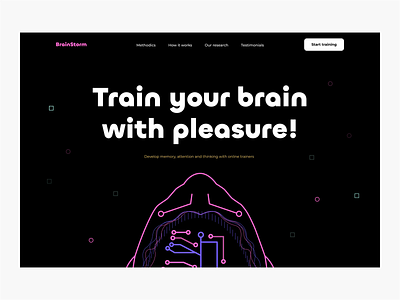 BrainStorm
Methodics
How it works
Our research
Testimonials
Start training
Train your brain
with pleasure!
Develop memory, attention and thinking with online trainers